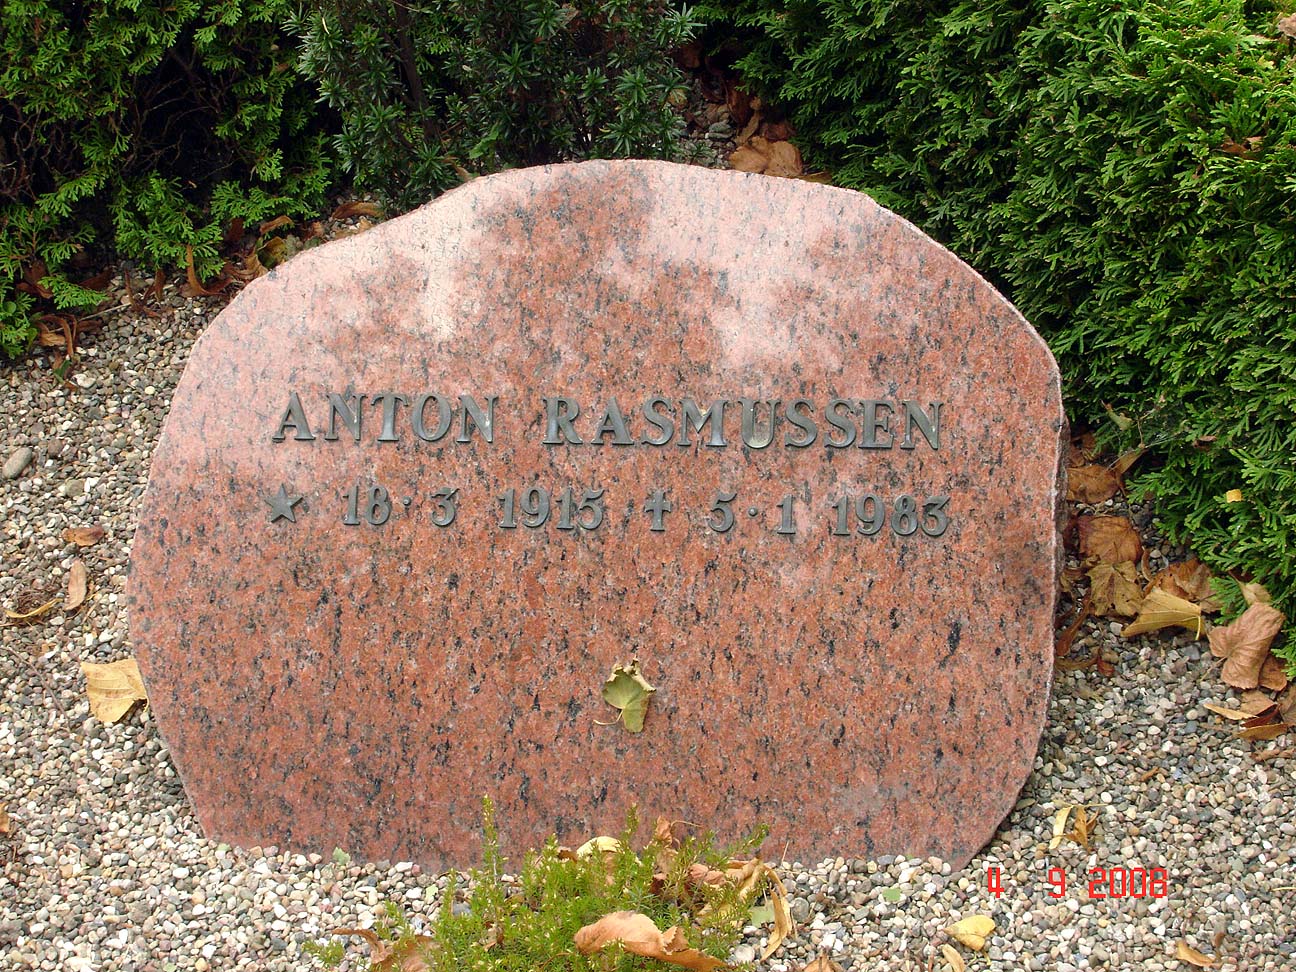 ANTON RASMUSSEN
★ 18·3 1915 ✝ 5·1 1983
4 9 2008